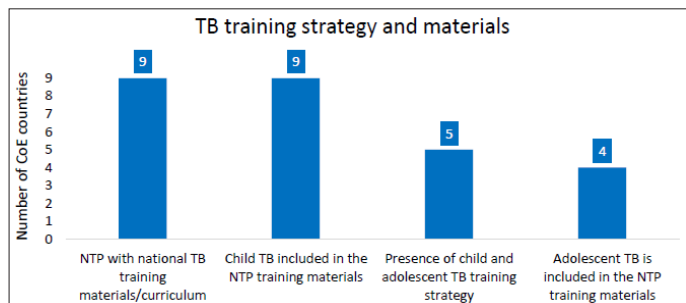 TB training strategy and materials
Number of CoE countries
9
8
7
6
5
4
3
2
1
0
9
9
5
4
NTP with national TB
training
materials/curriculum
Child TB included in the
NTP training materials
Presence of child and
adolescent TB training
strategy
Adolescent TB is
included in the NTP
training materials